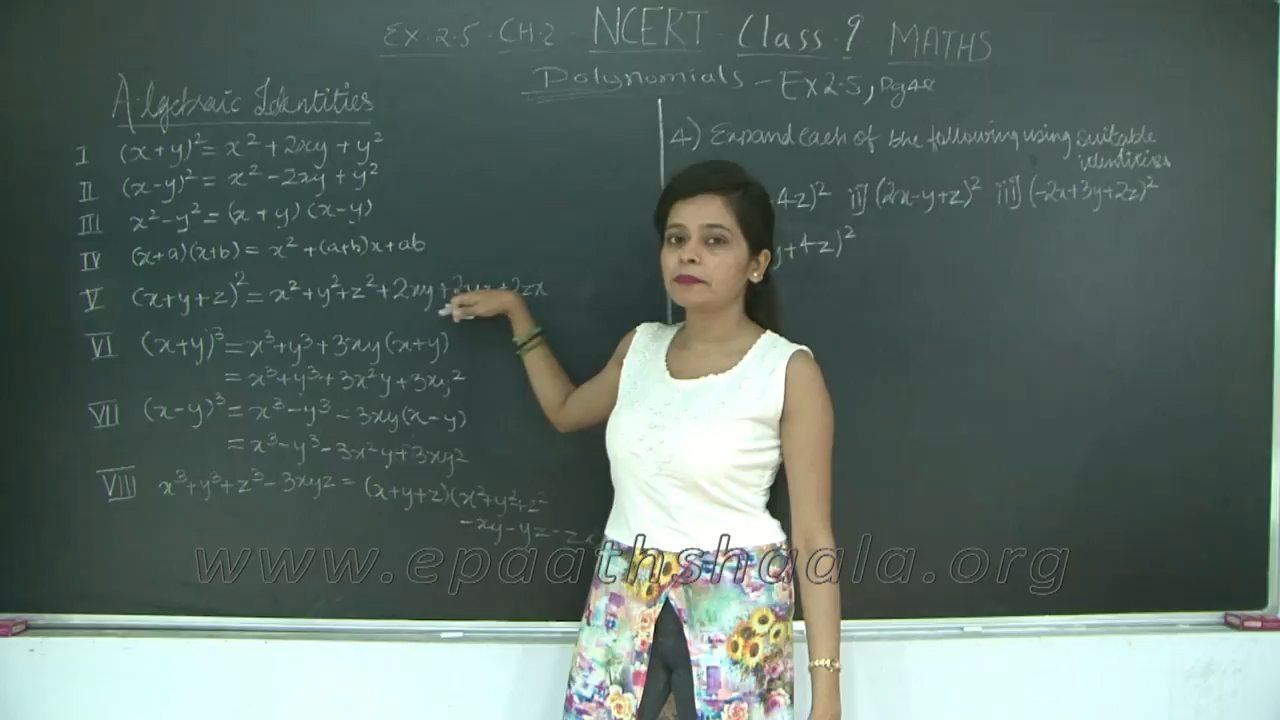 EX.2.5. CH.2. NCERT Class.9 MATHS
Polynomials - Ex 2.5, Pg 48
Algebraic Identities
I (x+y)² = x² + 2xy + y²
II (x-y)² = x² - 2xy + y²
III x² - y² = (x+y)(x-y)
IV (x+a)(x+b) = x² + (a+b)x + ab
V (x+y+z)² = x² + y² + z² + 2xy + 2yz + 2zx
VI (x+y)³ = x³ + y³ + 3xy(x+y)
= x³ + y³ + 3x²y + 3xy²
VII (x-y)³ = x³ - y³ - 3xy(x-y)
= x³ - y³ - 3x²y + 3xy²
VIII x³ + y³ + z³ - 3xyz = (x+y+z)(x² + y² + z²
- xy - yz - zx
4) Expand each of the following using suitable
identities
4z)² ii) (2x-y+z)² iii) (-2x+3y+2z)²
y+4z)²
www.epaathshaala.org